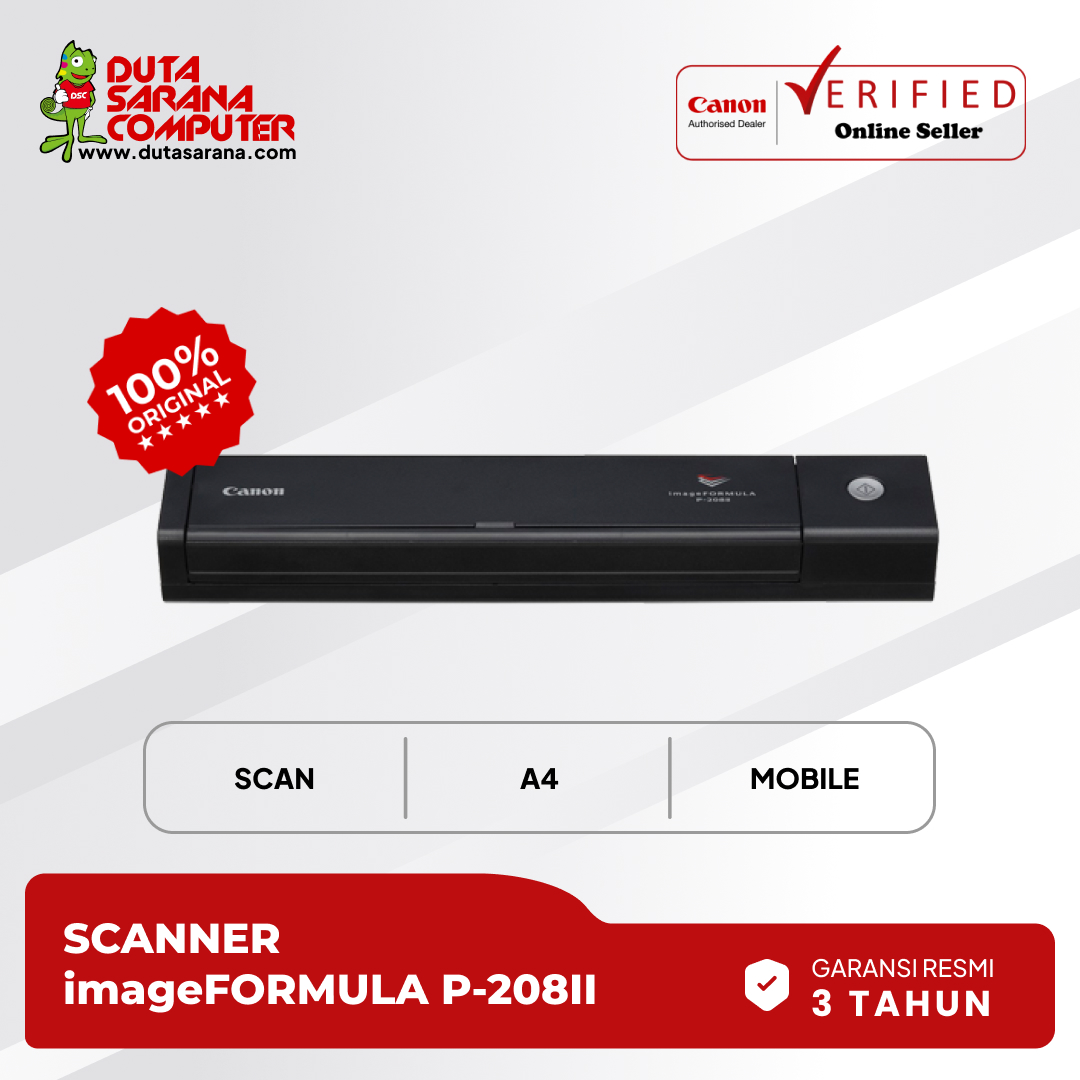 DUTA
SARANA
COMPUTER
DSC
www.dutasarana.com
Canon
Authorised Dealer
VERIFIED
Online Seller
100%
ORIGINAL
Canon
imageFORMULA
P-208II
SCAN
A4
MOBILE
SCANNER
imageFORMULA P-208II
GARANSI RESMI
3 TAHUN